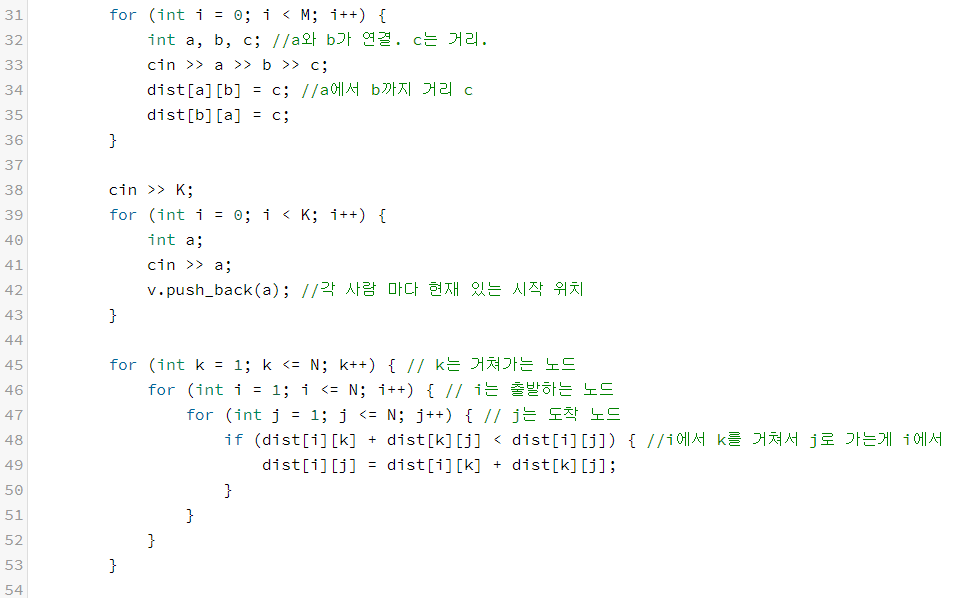 31 for (int i = 0; i < M; i++) {
32 int a, b, c; //a와 b가 연결. c는 거리.
33 cin >> a >> b >> c;
34 dist[a][b] = c; //a에서 b까지 거리 c
35 dist[b][a] = c;
36 }
37
38 cin >> K;
39 for (int i = 0; i < K; i++) {
40 int a;
41 cin >> a;
42 v.push_back(a); //각 사람 마다 현재 있는 시작 위치
43 }
44
45 for (int k = 1; k <= N; k++) { // k는 거쳐가는 노드
46 for (int i = 1; i <= N; i++) { // i는 출발하는 노드
47 for (int j = 1; j <= N; j++) { // j는 도착 노드
48 if (dist[i][k] + dist[k][j] < dist[i][j]) { //i에서 k를 거쳐서 j로 가는게 i에서
49 dist[i][j] = dist[i][k] + dist[k][j];
50 }
51 }
52 }
53 }
54